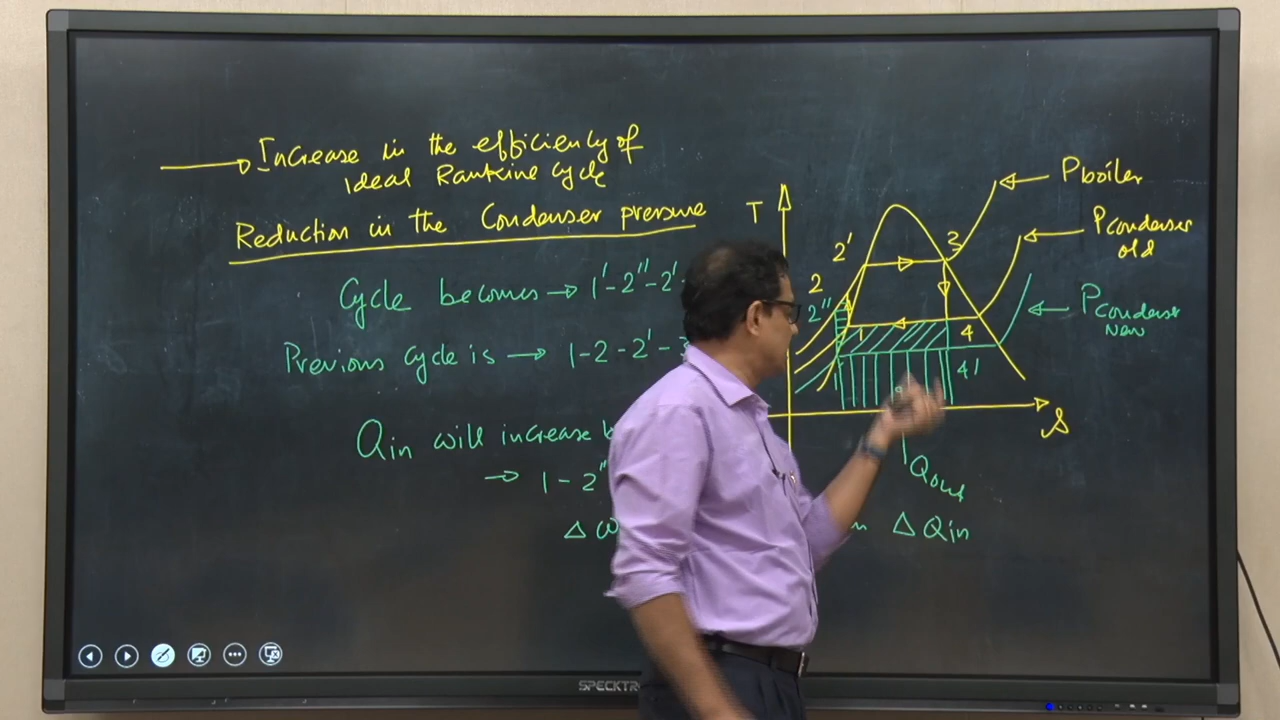 Increase in the efficiency of
ideal Rankine cycle
Reduction in the Condenser pressure
Cycle becomes → 1' - 2" - 2'
Previous cycle is → 1 - 2 - 2' - 3
Qin will increase
→ 1 - 2"
Δ ΔQin
T
2'
2
2"
1
3
4
4'
S
Pboiler
Pcondenser
old
Pcondenser
new
Qout